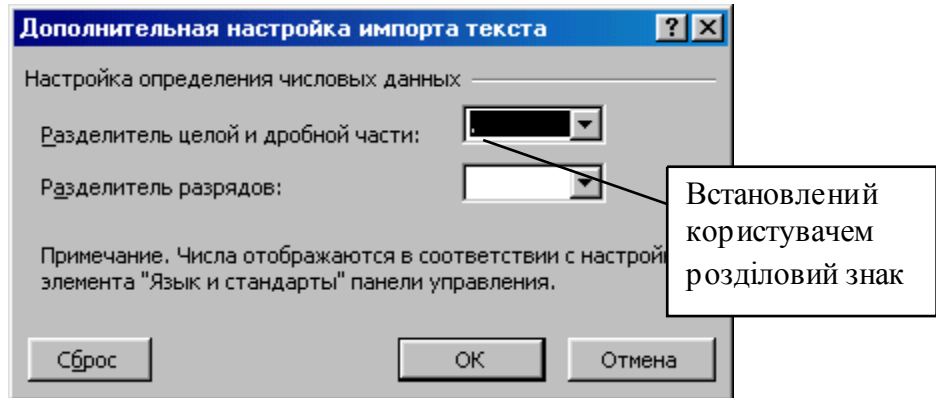 Дополнительная настройка импорта текста
Настройка определения числовых данных
Разделитель целой и дробной части: .
Разделитель разрядов:
Встановлений
користувачем
розділовий знак
Примечание. Числа отображаются в соответствии с настрой
элемента "Язык и стандарты" панели управления.
Сброс OK Отмена